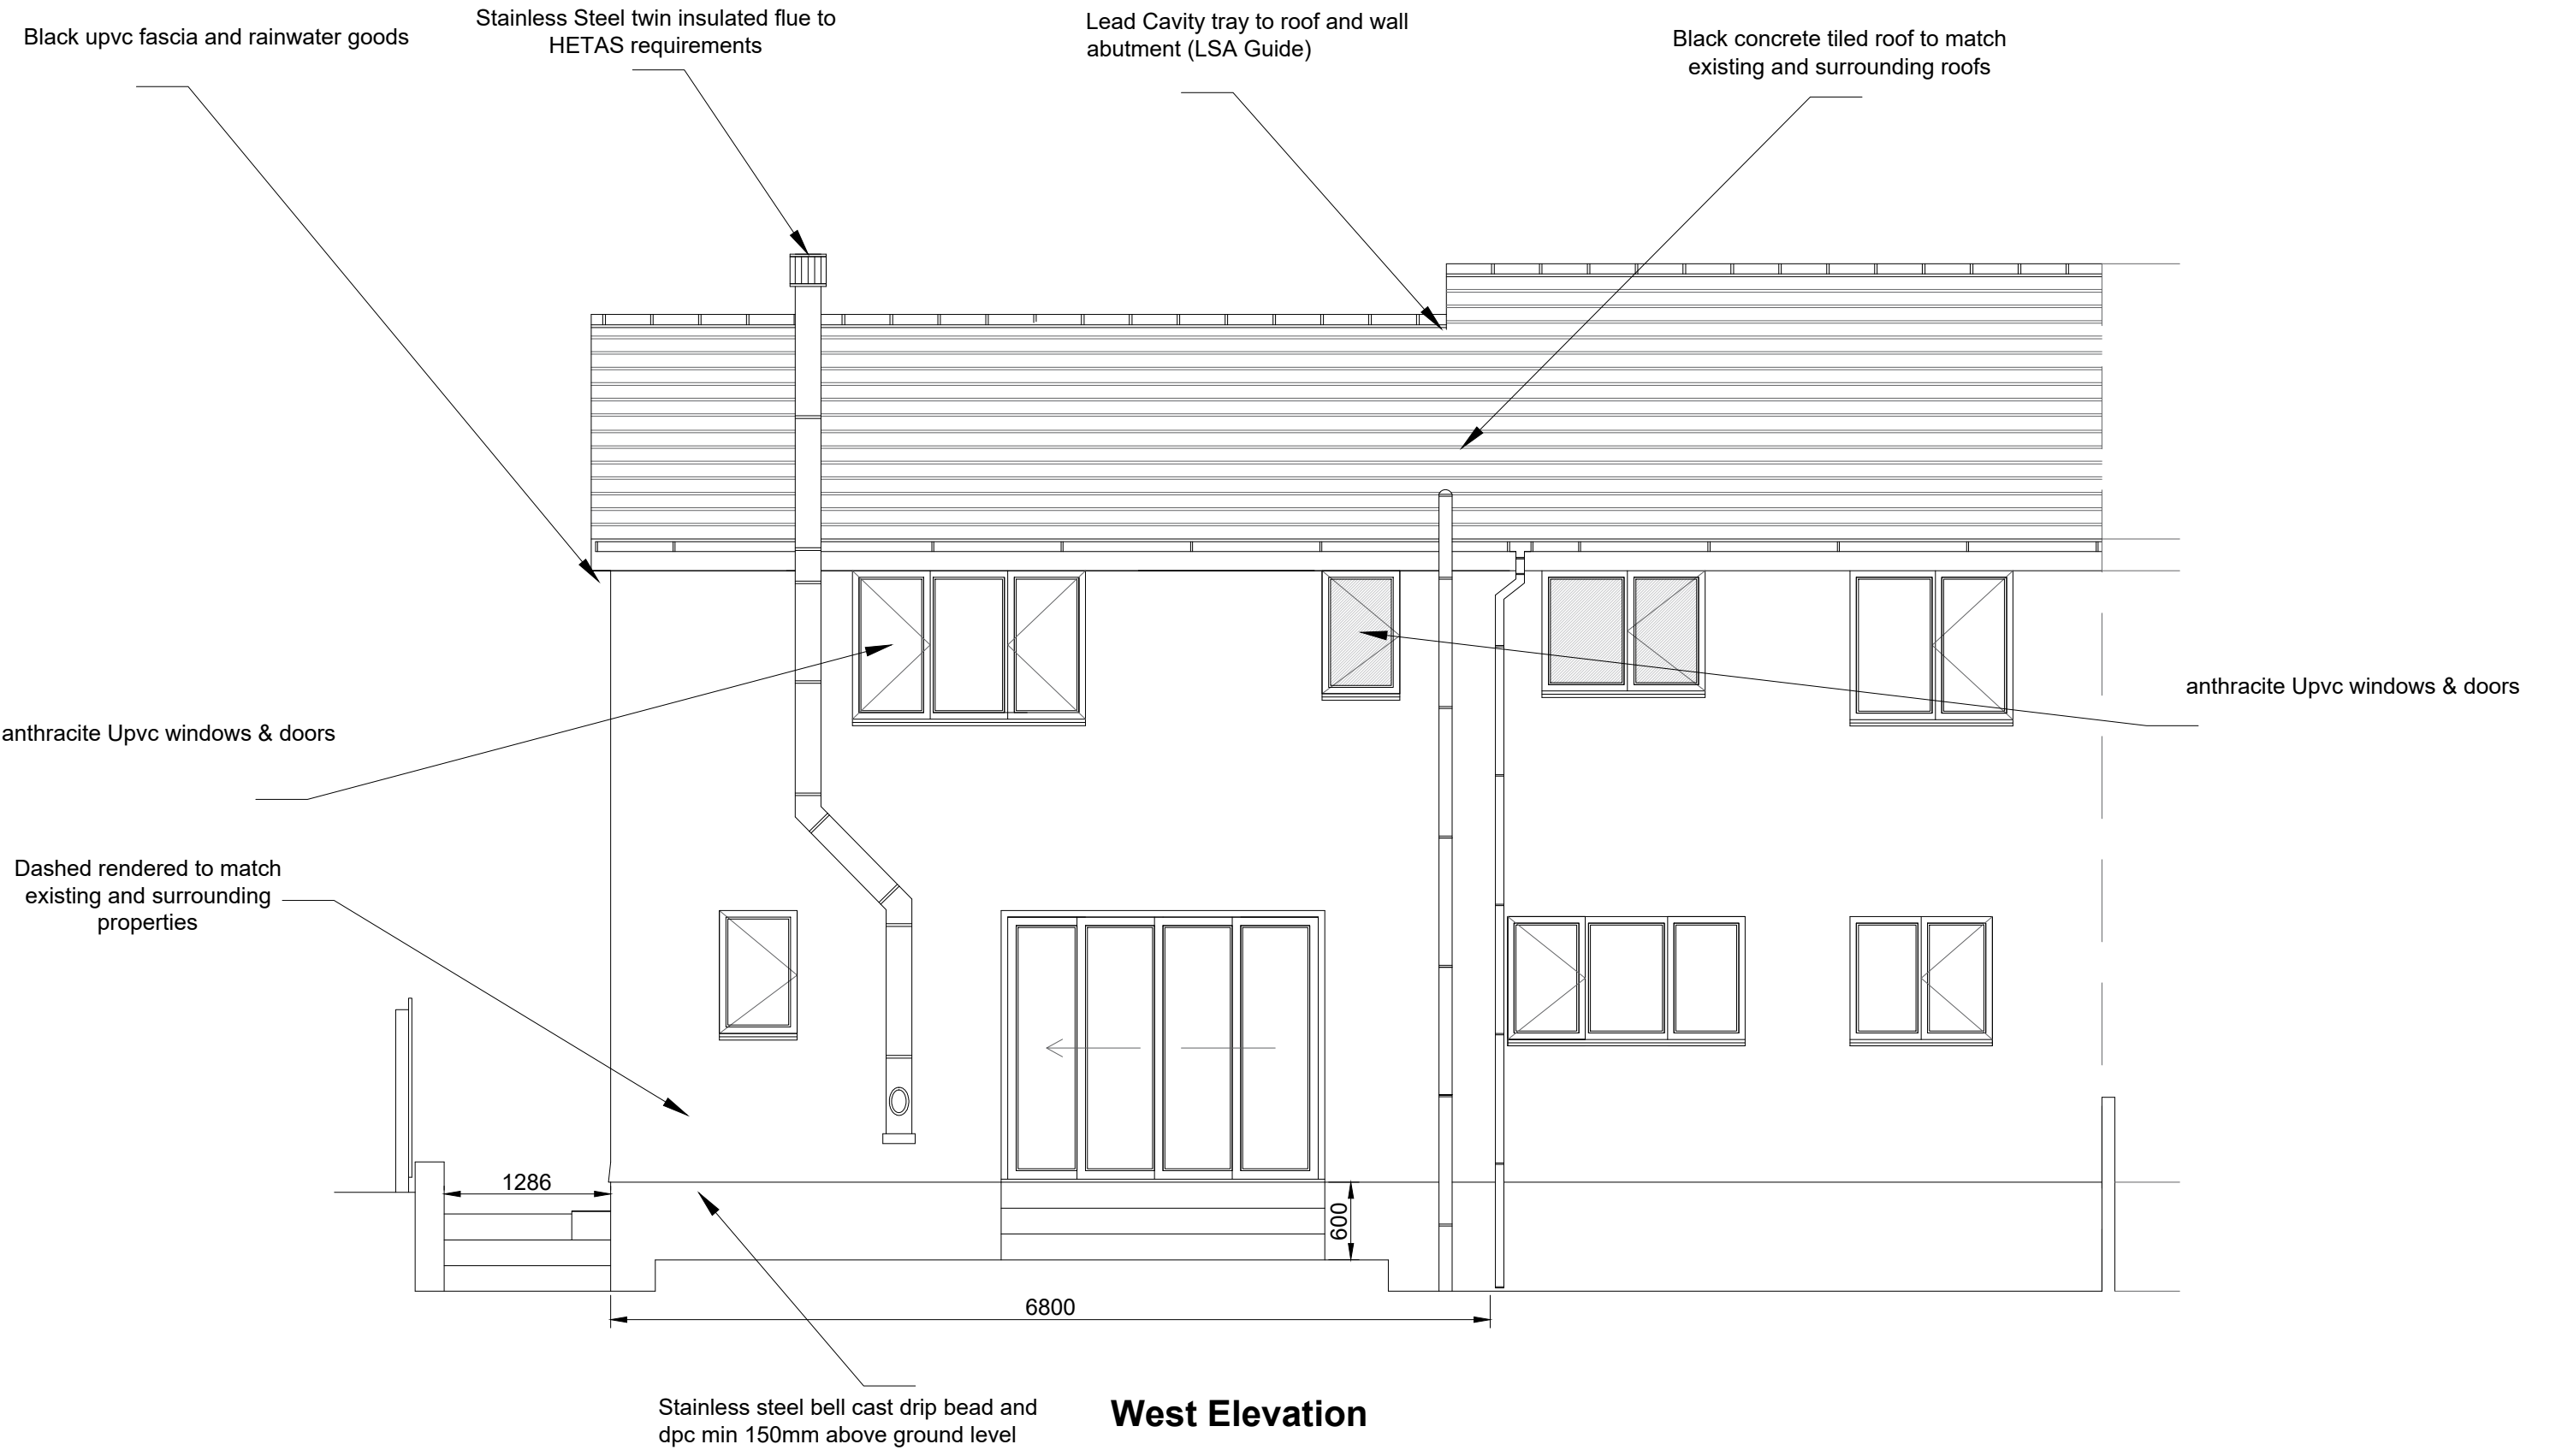 Black upvc fascia and rainwater goods
Stainless Steel twin insulated flue to
HETAS requirements
Lead Cavity tray to roof and wall
abutment (LSA Guide)
Black concrete tiled roof to match
existing and surrounding roofs
anthracite Upvc windows & doors
anthracite Upvc windows & doors
Dashed rendered to match
existing and surrounding
properties
1286
600
6800
Stainless steel bell cast drip bead and
dpc min 150mm above ground level
West Elevation